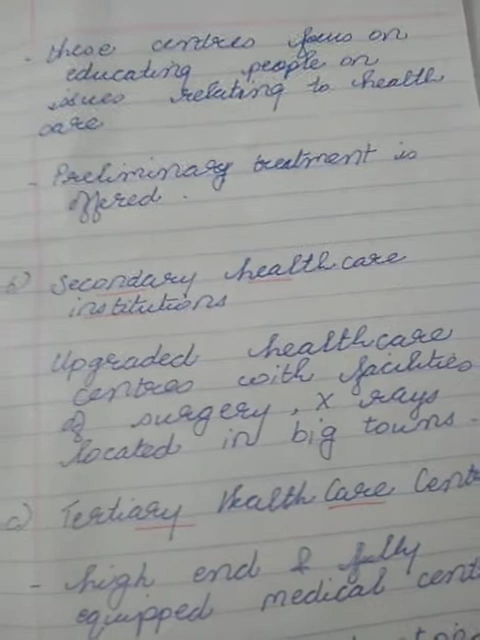 - these centres focus on
educating people on
issues relating to health
care
- Preliminary treatment is
offered.
b) Secondary healthcare
institutions
Upgraded healthcare
centres with facilities
of surgery, X rays
located in big towns.
c) Tertiary Health Care Cent
- high end & fully
equipped medical cent